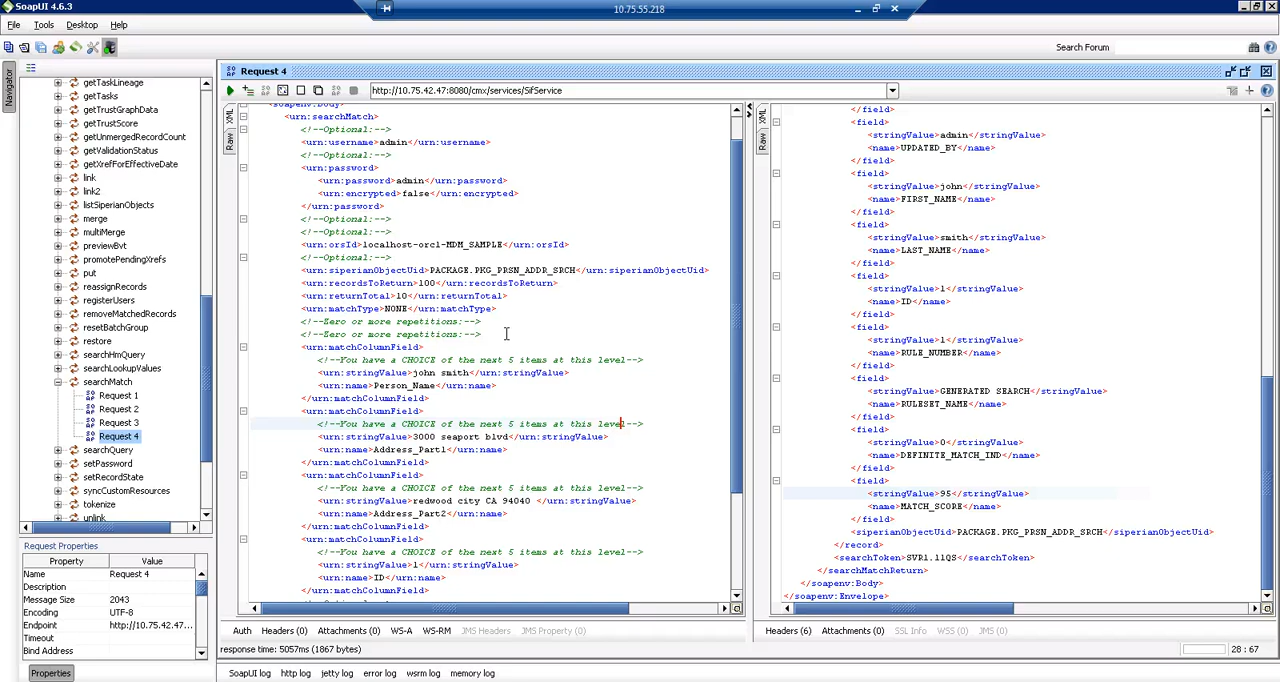 SoapUI 4.6.3
10.75.55.218
File Tools Desktop Help
Search Forum
Navigator
getTaskLineage
getTasks
getTrustGraphData
getTrustScore
getUnmergedRecordCount
getValidationStatus
getXrefForEffectiveDate
link
link2
listSiperianObjects
merge
multiMerge
previewBvt
promotePendingXrefs
put
reassignRecords
registerUsers
removeMatchedRecords
resetBatchGroup
restore
searchHmQuery
searchLookupValues
searchMatch
Request 1
Request 2
Request 3
Request 4
searchQuery
setPassword
setRecordState
syncCustomResources
tokenize
unlink
Request Properties
Property Value
Name Request 4
Description
Message Size 2043
Encoding UTF-8
Endpoint http://10.75.42.47...
Timeout
Bind Address
Properties
Request 4
http://10.75.42.47:8080/cmx/services/SifService
XML
Raw
<soapenv:Body>
<urn:searchMatch>
<!--Optional:-->
<urn:username>admin</urn:username>
<!--Optional:-->
<urn:password>
<urn:password>admin</urn:password>
<urn:encrypted>false</urn:encrypted>
</urn:password>
<!--Optional:-->
<!--Optional:-->
<urn:orsId>localhost-orcl-MDM_SAMPLE</urn:orsId>
<!--Optional:-->
<urn:siperianObjectUid>PACKAGE.PKG_PRSN_ADDR_SRCH</urn:siperianObjectUid>
<urn:recordsToReturn>100</urn:recordsToReturn>
<urn:returnTotal>10</urn:returnTotal>
<urn:matchType>NONE</urn:matchType>
<!--Zero or more repetitions:-->
<!--Zero or more repetitions:-->
<urn:matchColumnField>
<!--You have a CHOICE of the next 5 items at this level-->
<urn:stringValue>john smith</urn:stringValue>
<urn:name>Person_Name</urn:name>
</urn:matchColumnField>
<urn:matchColumnField>
<!--You have a CHOICE of the next 5 items at this level-->
<urn:stringValue>3000 seaport blvd</urn:stringValue>
<urn:name>Address_Part1</urn:name>
</urn:matchColumnField>
<urn:matchColumnField>
<!--You have a CHOICE of the next 5 items at this level-->
<urn:stringValue>redwood city CA 94040 </urn:stringValue>
<urn:name>Address_Part2</urn:name>
</urn:matchColumnField>
<urn:matchColumnField>
<!--You have a CHOICE of the next 5 items at this level-->
<urn:stringValue>1</urn:stringValue>
<urn:name>ID</urn:name>
</urn:matchColumnField>
XML
Raw
</field>
<field>
<stringValue>admin</stringValue>
<name>UPDATED_BY</name>
</field>
<field>
<stringValue>john</stringValue>
<name>FIRST_NAME</name>
</field>
<field>
<stringValue>smith</stringValue>
<name>LAST_NAME</name>
</field>
<field>
<stringValue>1</stringValue>
<name>ID</name>
</field>
<field>
<stringValue>1</stringValue>
<name>RULE_NUMBER</name>
</field>
<field>
<stringValue>GENERATED SEARCH</stringValue>
<name>RULESET_NAME</name>
</field>
<field>
<stringValue>0</stringValue>
<name>DEFINITE_MATCH_IND</name>
</field>
<field>
<stringValue>95</stringValue>
<name>MATCH_SCORE</name>
</field>
<siperianObjectUid>PACKAGE.PKG_PRSN_ADDR_SRCH</siperianObjectUid>
</record>
<searchToken>SVR1.11QS</searchToken>
</searchMatchReturn>
</soapenv:Body>
</soapenv:Envelope>
Auth Headers (0) Attachments (0) WS-A WS-RM JMS Headers JMS Property (0)
Headers (6) Attachments (0) SSL Info WSS (0) JMS (0)
response time: 5057ms (1867 bytes)
28 : 67
SoapUI log http log jetty log error log wsrm log memory log